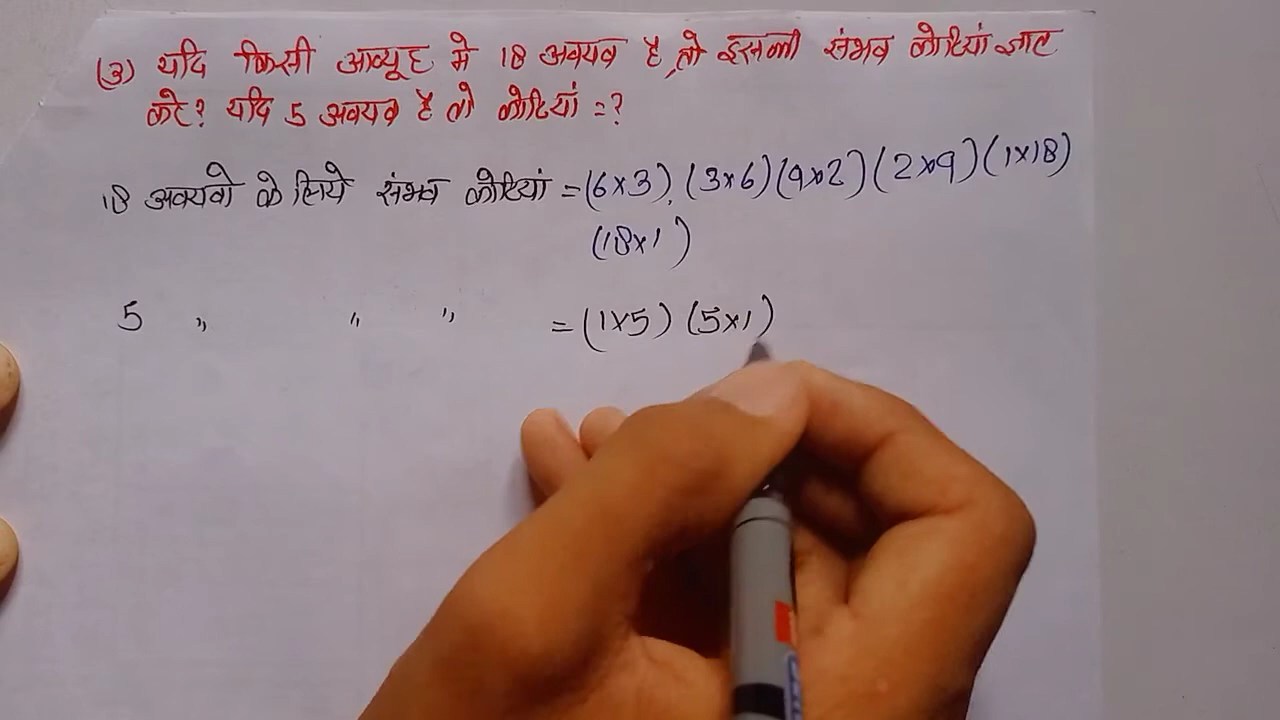 (3) यदि किसी आव्यूह मे 18 अवयव है, तो इसकी संभव कोटियां ज्ञात
करे? यदि 5 अवयव है तो कोटियां =?
18 अवयवो के लिये संभव कोटियां = (6×3), (3×6) (9×2) (2×9) (1×18)
(18×1)
5 ,, ,, ,, = (1×5) (5×1)